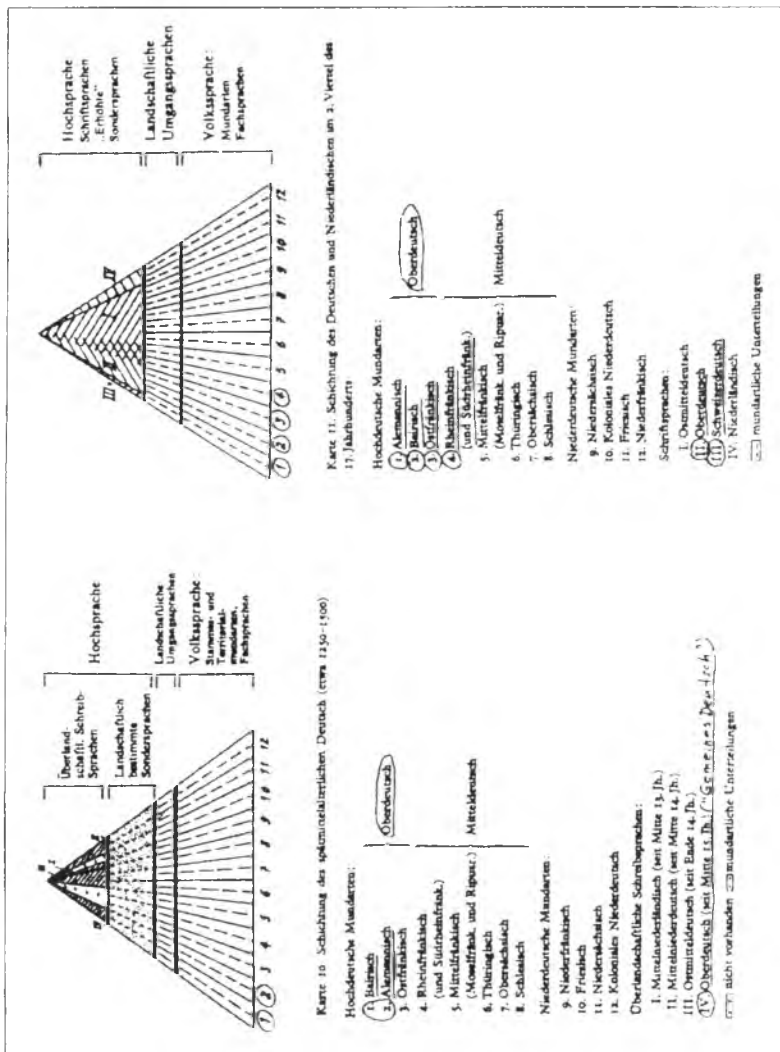 Überland-
schaftl. Schreib-
Sprachen
Landschaftlich
bestimmte
Sondersprachen
Hochsprache
Landschaftliche
Umgangssprachen
Volkssprache:
Stammes- und
Territorial-
mundarten,
Fachsprachen
1 2 3 4 5 6 7 8 9 10 11 12
Karte 10 Schichtung des spätmittelalterlichen Deutsch (etwa 1250-1500)
Hochdeutsche Mundarten:
1. Bairisch
2. Alemannisch
3. Ostfränkisch
Oberdeutsch
4. Rheinfränkisch
(und Südrheinfränk.)
5. Mittelfränkisch
(Moselfränk. und Ripuar.)
6. Thüringisch
7. Obersächsisch
8. Schlesisch
Mitteldeutsch
Niederdeutsche Mundarten:
9. Niederfränkisch
10. Friesisch
11. Niedersächsisch
12. Koloniales Niederdeutsch
Überlandschaftliche Schreibsprachen:
I. Mittelniederländisch (seit Mitte 13. Jh.)
II. Mittelniederdeutsch (seit Mitte 14. Jh.)
III. Ostmitteldeutsch (seit Ende 14. Jh.)
IV. Oberdeutsch (seit Mitte 15. Jh.) ("Gemeines Deutsch")
nicht vorhanden mundartliche Unterteilungen
Hochsprache
Schriftsprachen
„Erhöhte"
Sondersprachen
Landschaftliche
Umgangssprachen
Volkssprache:
Mundarten
Fachsprachen
III II I IV
1 2 3 4 5 6 7 8 9 10 11 12
Karte 11. Schichtung des Deutschen und Niederländischen im 2. Viertel des
17. Jahrhunderts
Hochdeutsche Mundarten:
1. Alemannisch
2. Bairisch
3. Ostfränkisch
Oberdeutsch
4. Rheinfränkisch
(und Südrheinfränk.)
5. Mittelfränkisch
(Moselfränk. und Ripuar.)
6. Thüringisch
7. Obersächsisch
8. Schlesisch
Mitteldeutsch
Niederdeutsche Mundarten:
9. Niedersächsisch
10. Koloniales Niederdeutsch
11. Friesisch
12. Niederfränkisch
Schriftsprachen:
I. Ostmitteldeutsch
II. Oberdeutsch
III. Schweizerdeutsch
IV. Niederländisch
mundartliche Unterteilungen